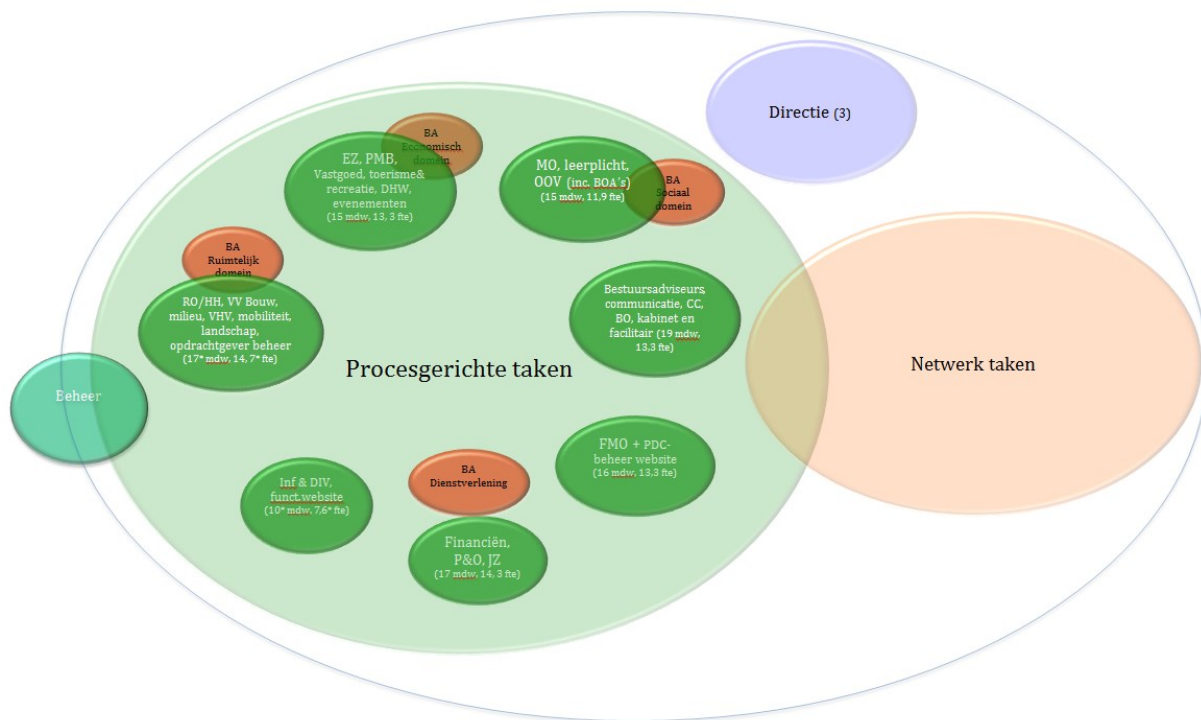 Directie (3)
BA
Economisch
domein
EZ, PMB,
Vastgoed, toerisme&
recreatie, DHW,
evenementen
(15 mdw, 13, 3 fte)
MO, leerplicht,
OOV (inc. BOA's)
(15 mdw, 11,9 fte)
BA
Sociaal
domein
BA
Ruimtelijk
domein
RO/HH, VV Bouw,
milieu, VHV, mobiliteit,
landschap,
opdrachtgever beheer
(17* mdw, 14, 7* fte)
Bestuursadviseurs,
communicatie, CC,
BO, kabinet en
facilitair (19 mdw,
13,3 fte)
Procesgerichte taken
Netwerk taken
Beheer
FMO + PDC-
beheer website
(16 mdw, 13,3 fte)
BA
Dienstverlening
Inf & DIV,
funct.website
(10* mdw, 7,6* fte)
Financiën,
P&O, JZ
(17 mdw, 14, 3 fte)